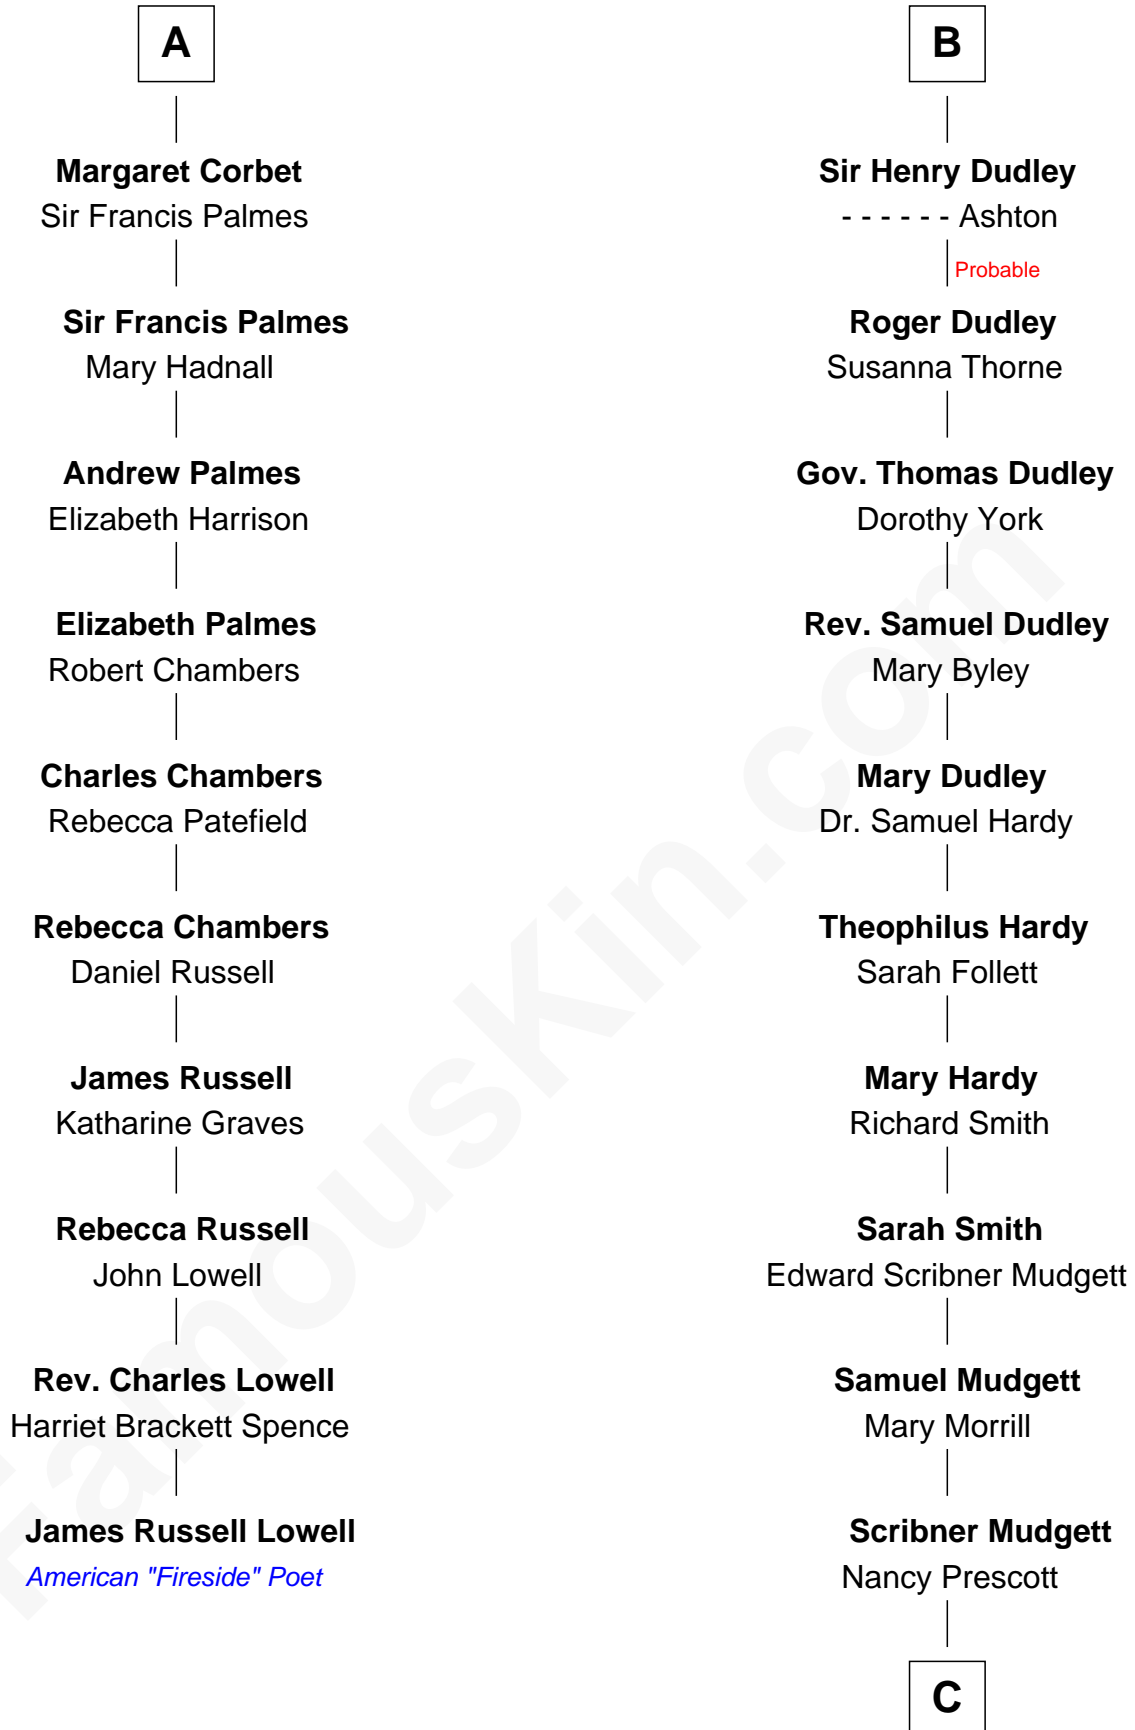 A
Margaret Corbet
Sir Francis Palmes
Sir Francis Palmes
Mary Hadnall
Andrew Palmes
Elizabeth Harrison
Elizabeth Palmes
Robert Chambers
Charles Chambers
Rebecca Patefield
Rebecca Chambers
Daniel Russell
James Russell
Katharine Graves
Rebecca Russell
John Lowell
Rev. Charles Lowell
Harriet Brackett Spence
James Russell Lowell
American "Fireside" Poet
B
Sir Henry Dudley
- - - - - - Ashton
Probable
Roger Dudley
Susanna Thorne
Gov. Thomas Dudley
Dorothy York
Rev. Samuel Dudley
Mary Byley
Mary Dudley
Dr. Samuel Hardy
Theophilus Hardy
Sarah Follett
Mary Hardy
Richard Smith
Sarah Smith
Edward Scribner Mudgett
Samuel Mudgett
Mary Morrill
Scribner Mudgett
Nancy Prescott
C
FamousKin.com